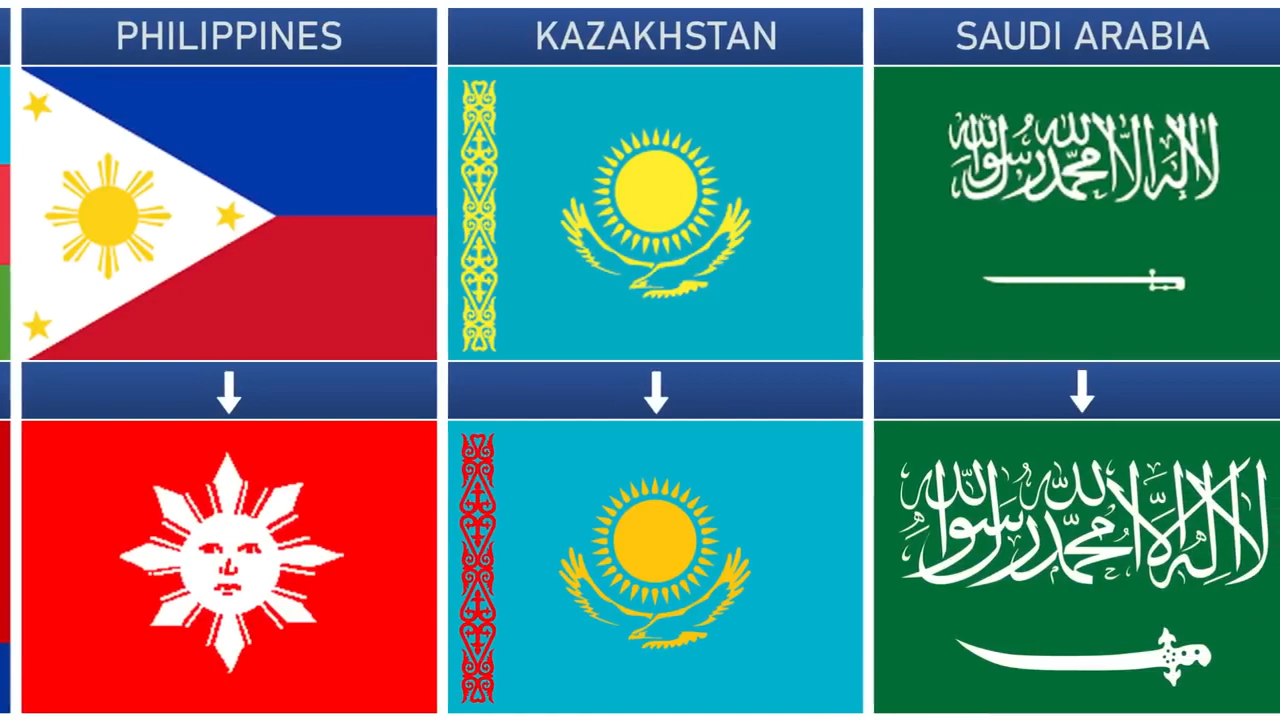 PHILIPPINES
KAZAKHSTAN
SAUDI ARABIA
لا إله إلا الله محمد رسول الله
لا إله إلا الله محمد رسول الله